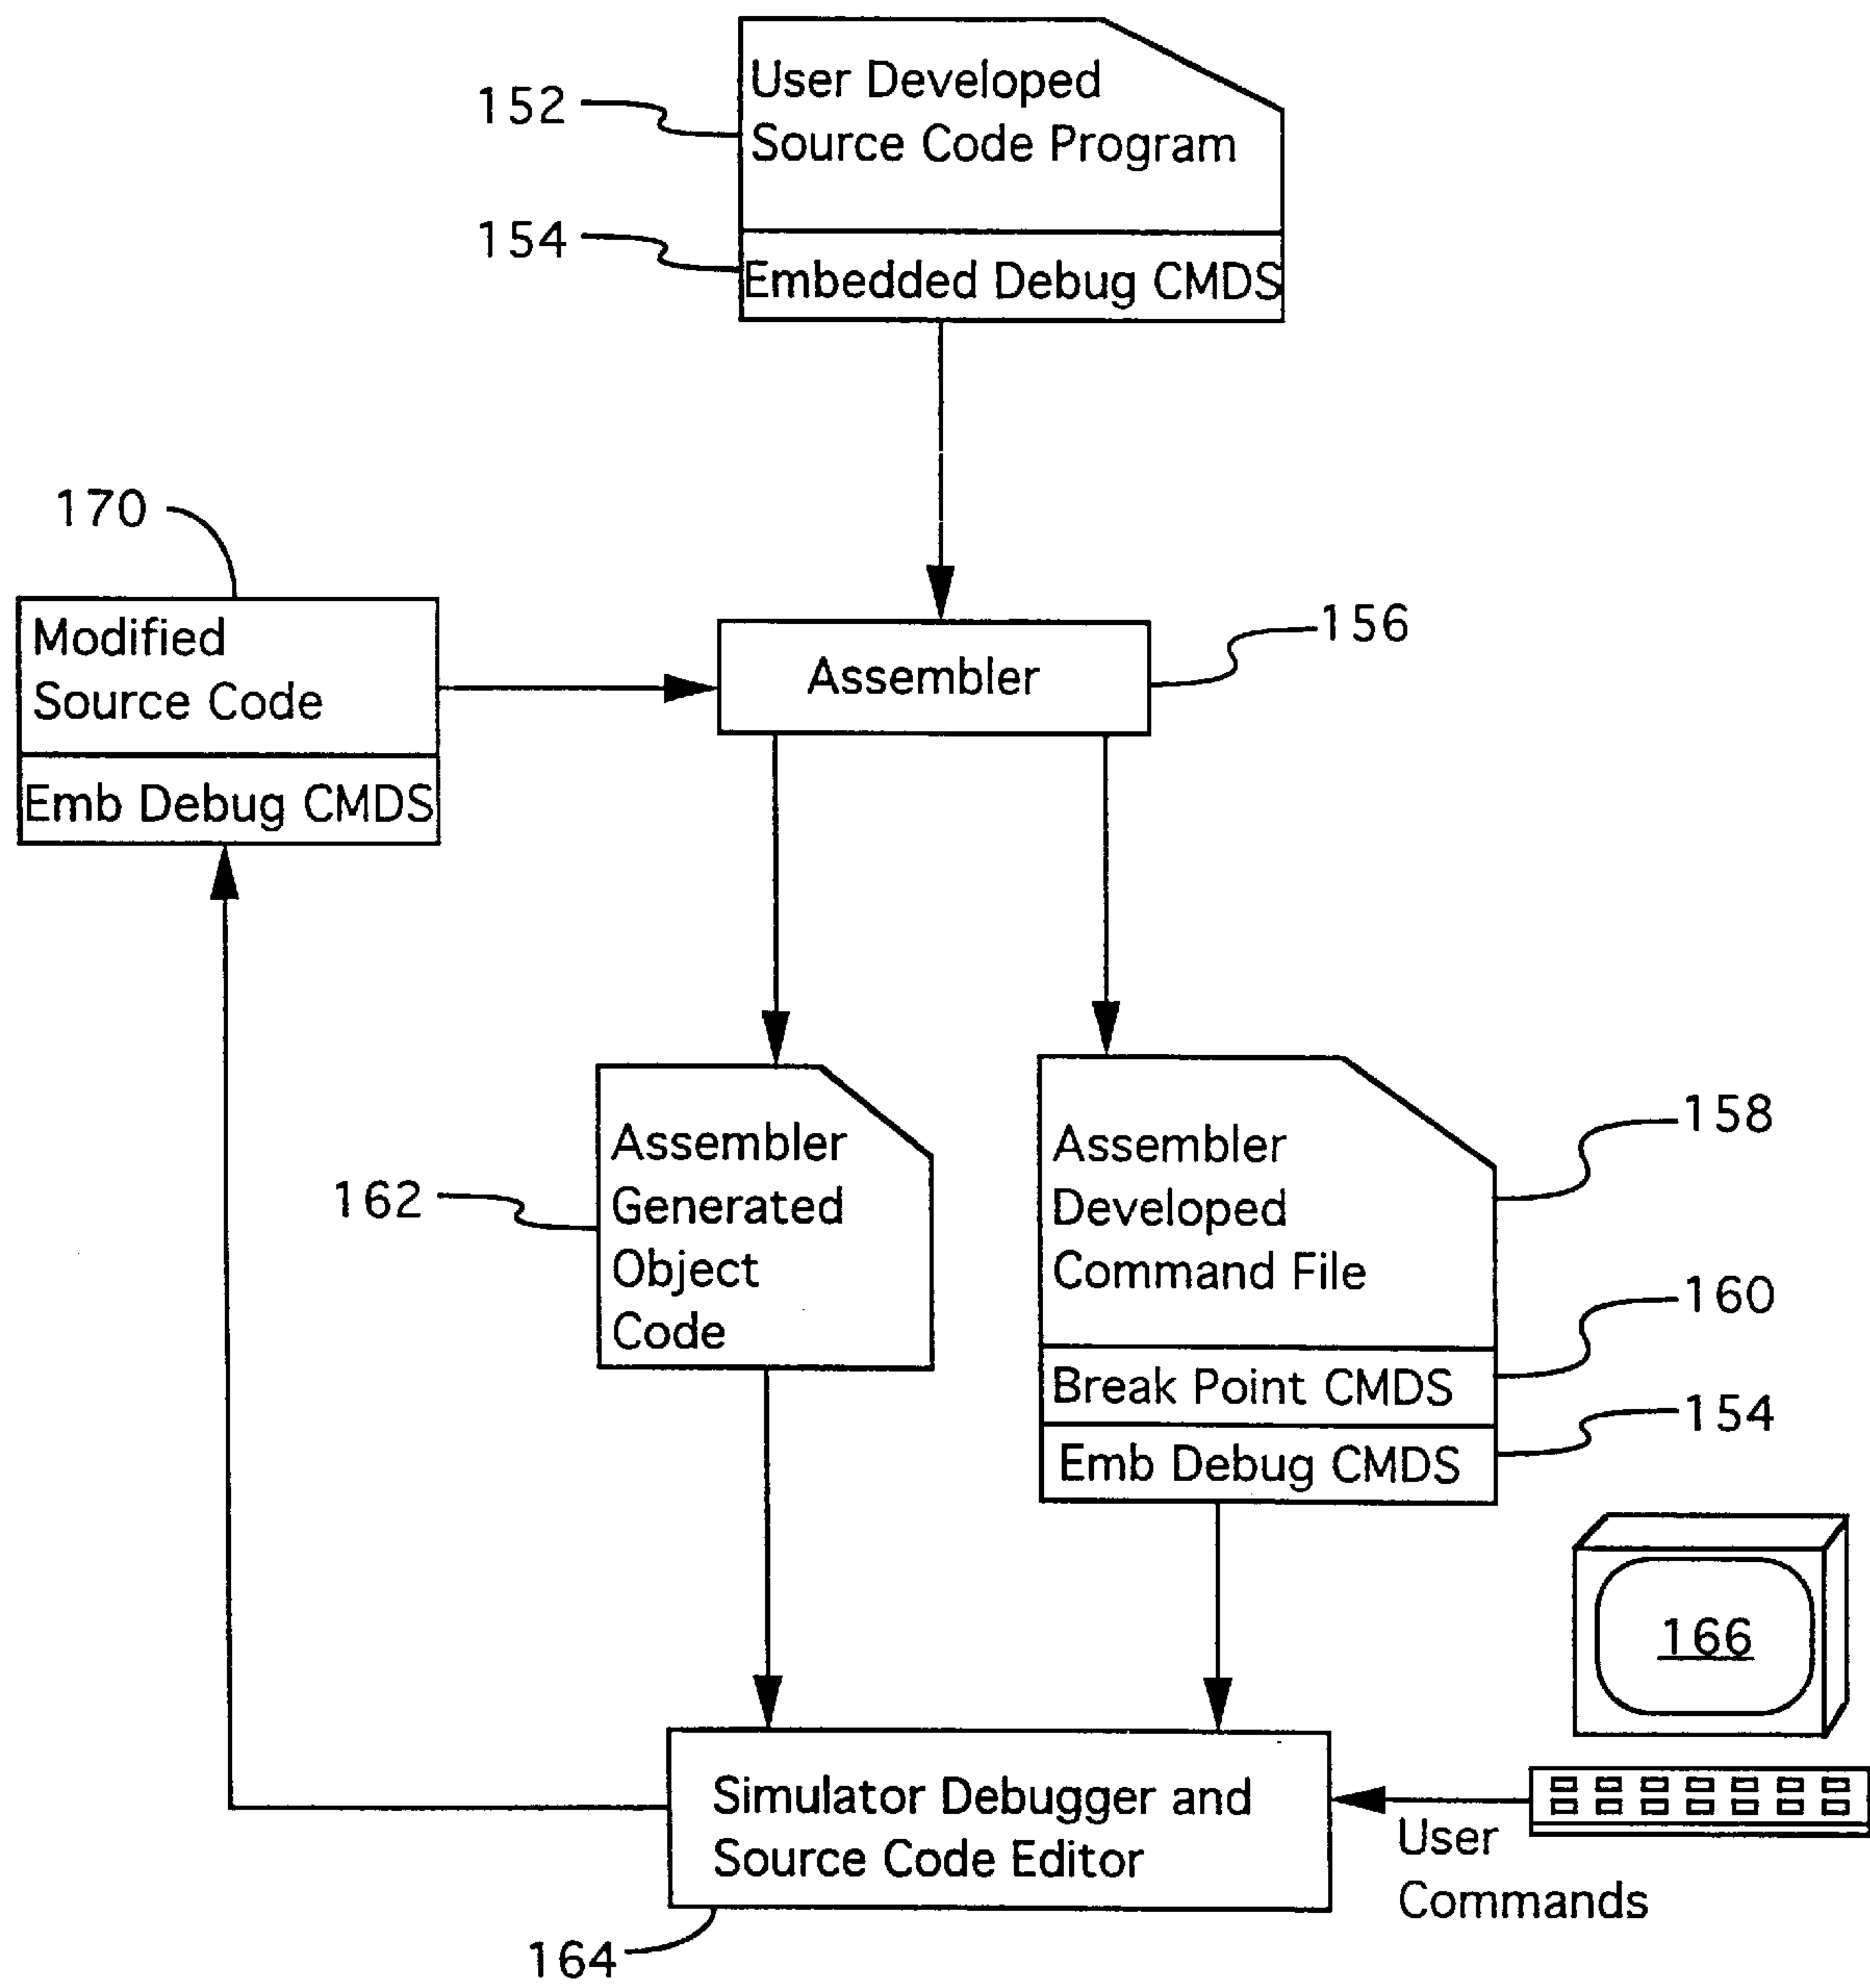 152
User Developed
Source Code Program
154
Embedded Debug CMDS
170
Modified
Source Code
Emb Debug CMDS
Assembler
156
162
Assembler
Generated
Object
Code
Assembler
Developed
Command File
158
160
Break Point CMDS
154
Emb Debug CMDS
166
Simulator Debugger and
Source Code Editor
User
Commands
164